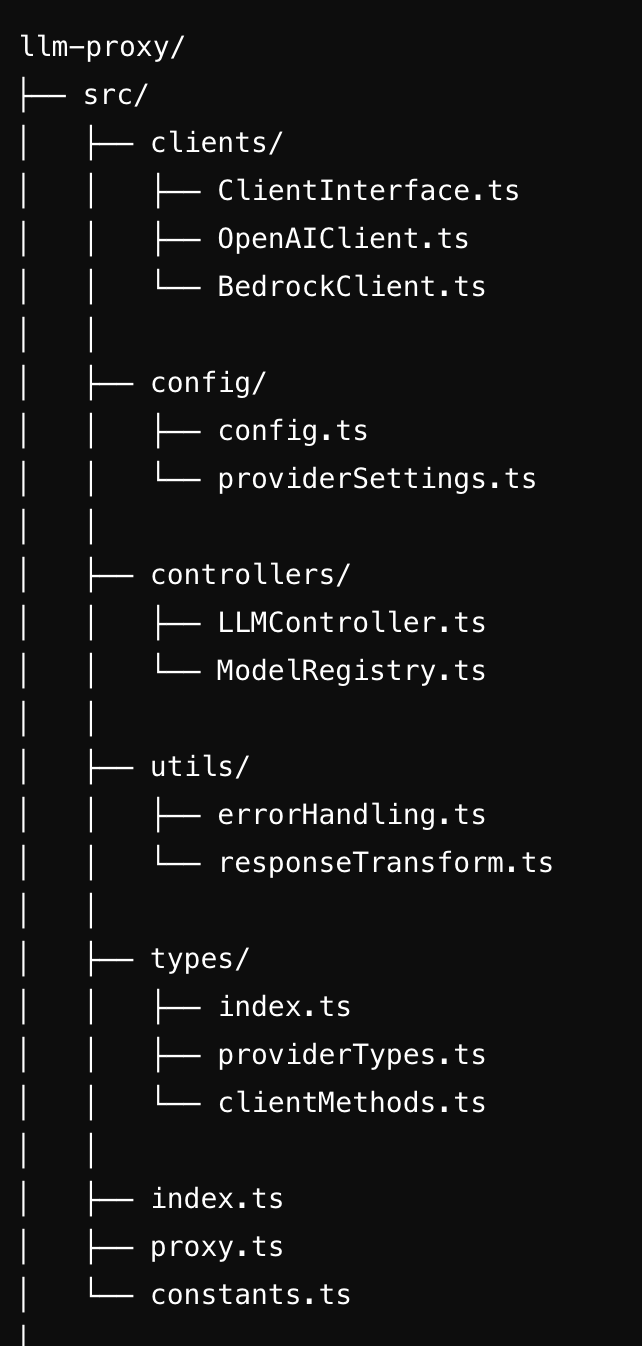 llm-proxy/
├── src/
│   ├── clients/
│   │   ├── ClientInterface.ts
│   │   ├── OpenAIClient.ts
│   │   └── BedrockClient.ts
│   │
│   ├── config/
│   │   ├── config.ts
│   │   └── providerSettings.ts
│   │
│   ├── controllers/
│   │   ├── LLMController.ts
│   │   └── ModelRegistry.ts
│   │
│   ├── utils/
│   │   ├── errorHandling.ts
│   │   └── responseTransform.ts
│   │
│   ├── types/
│   │   ├── index.ts
│   │   ├── providerTypes.ts
│   │   └── clientMethods.ts
│   │
│   ├── index.ts
│   ├── proxy.ts
│   └── constants.ts
│